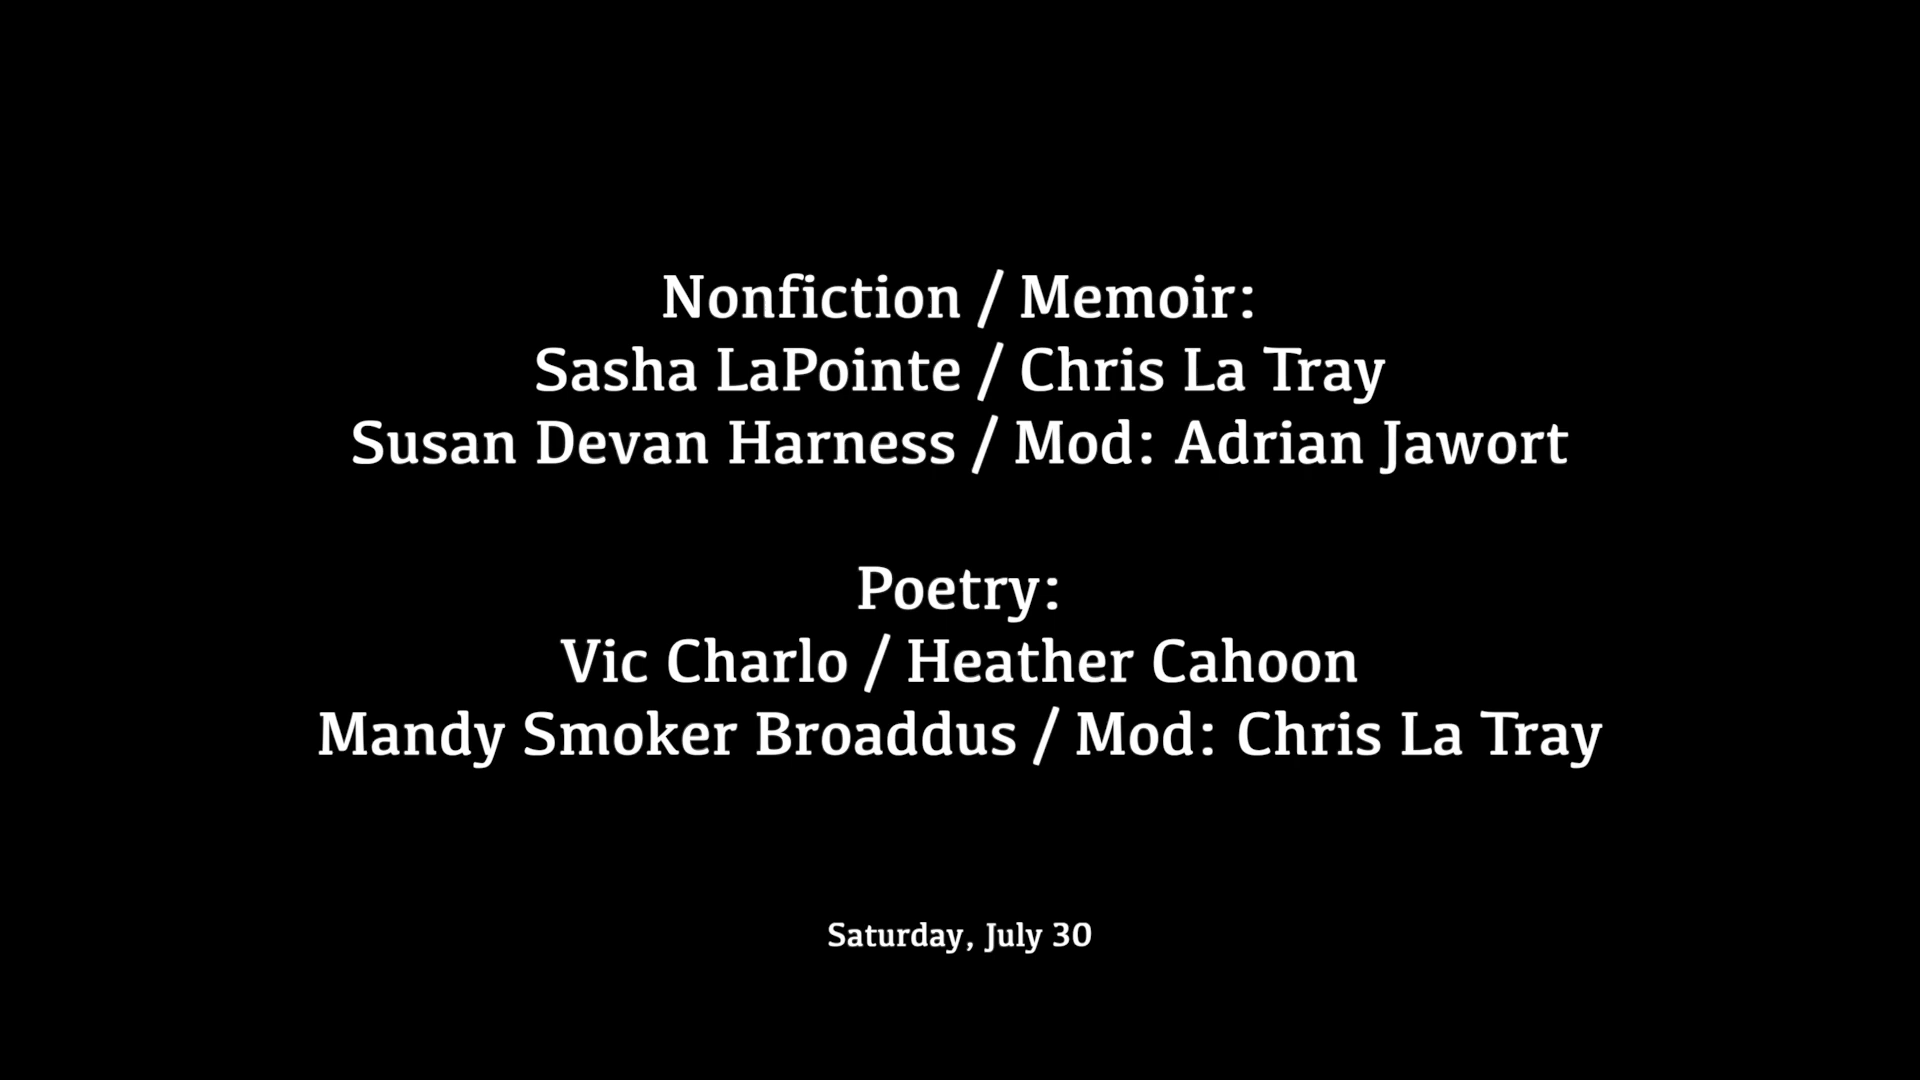 Nonfiction / Memoir:
Sasha LaPointe / Chris La Tray
Susan Devan Harness / Mod: Adrian Jawort
Poetry:
Vic Charlo / Heather Cahoon
Mandy Smoker Broaddus / Mod: Chris La Tray
Saturday, July 30